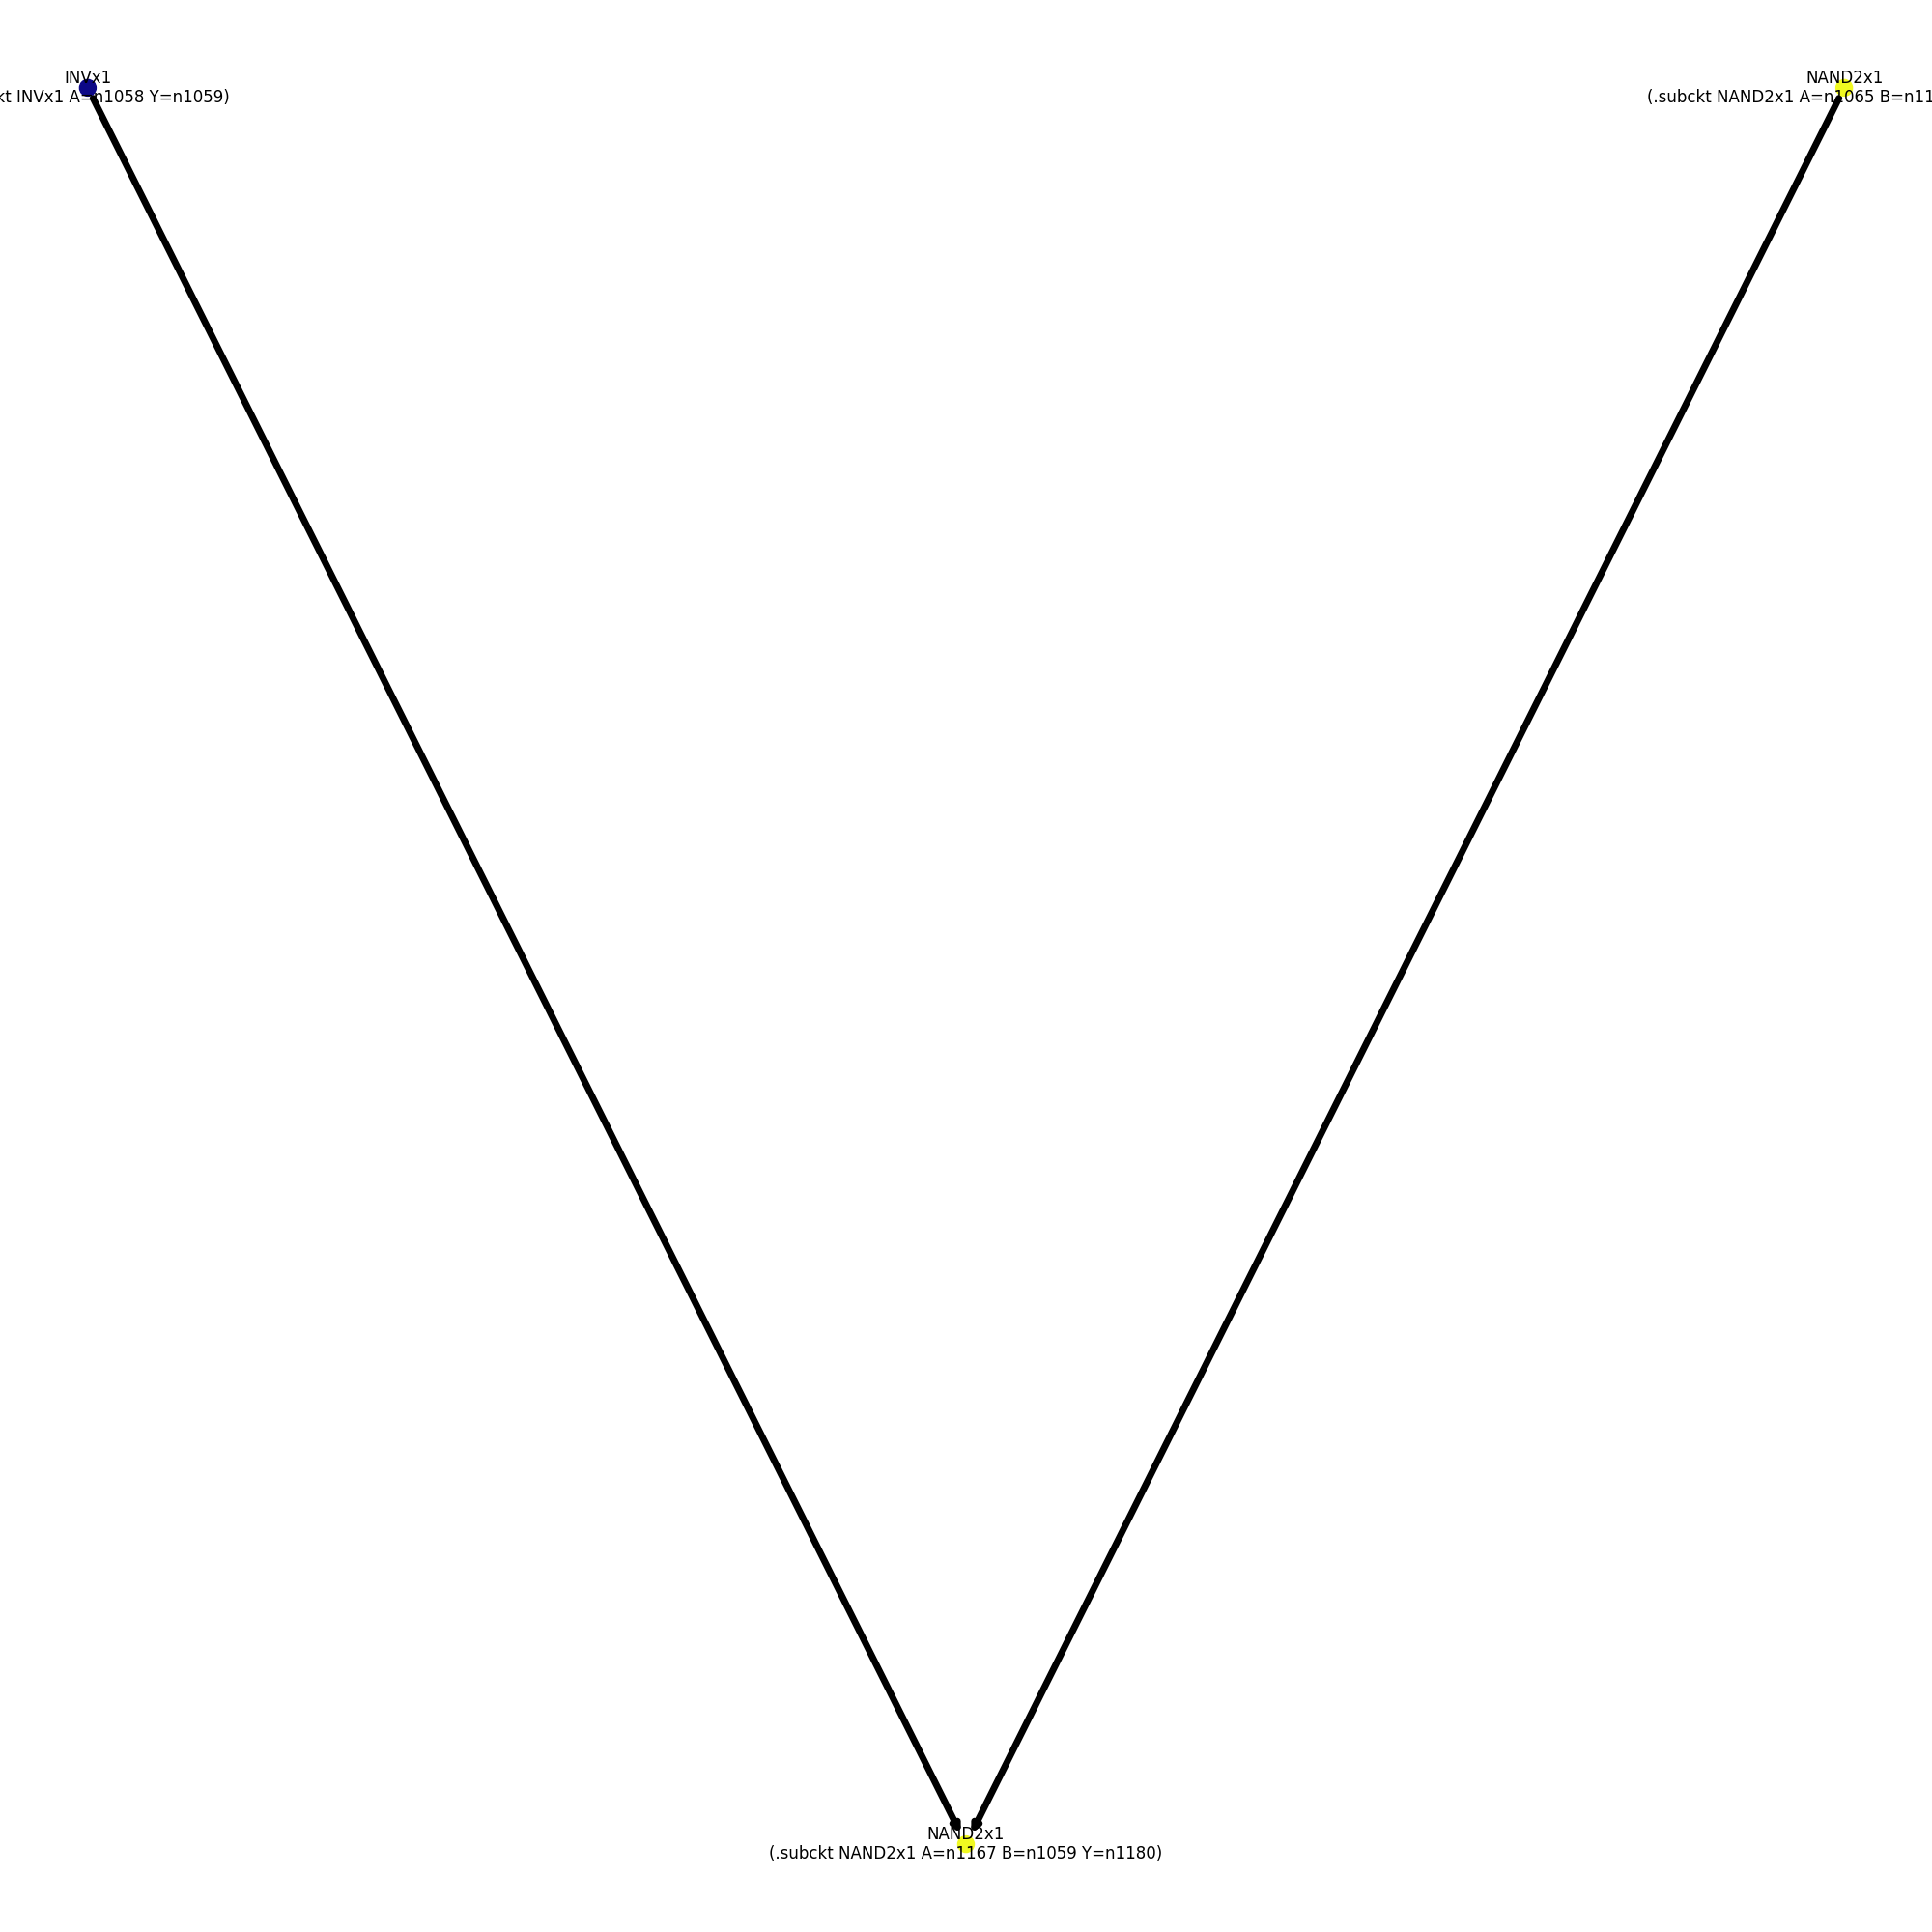 INVx1
kt INVx1 A=n1058 Y=n1059)
NAND2x1
(.subckt NAND2x1 A=n1065 B=n11
NAND2x1
(.subckt NAND2x1 A=n1167 B=n1059 Y=n1180)